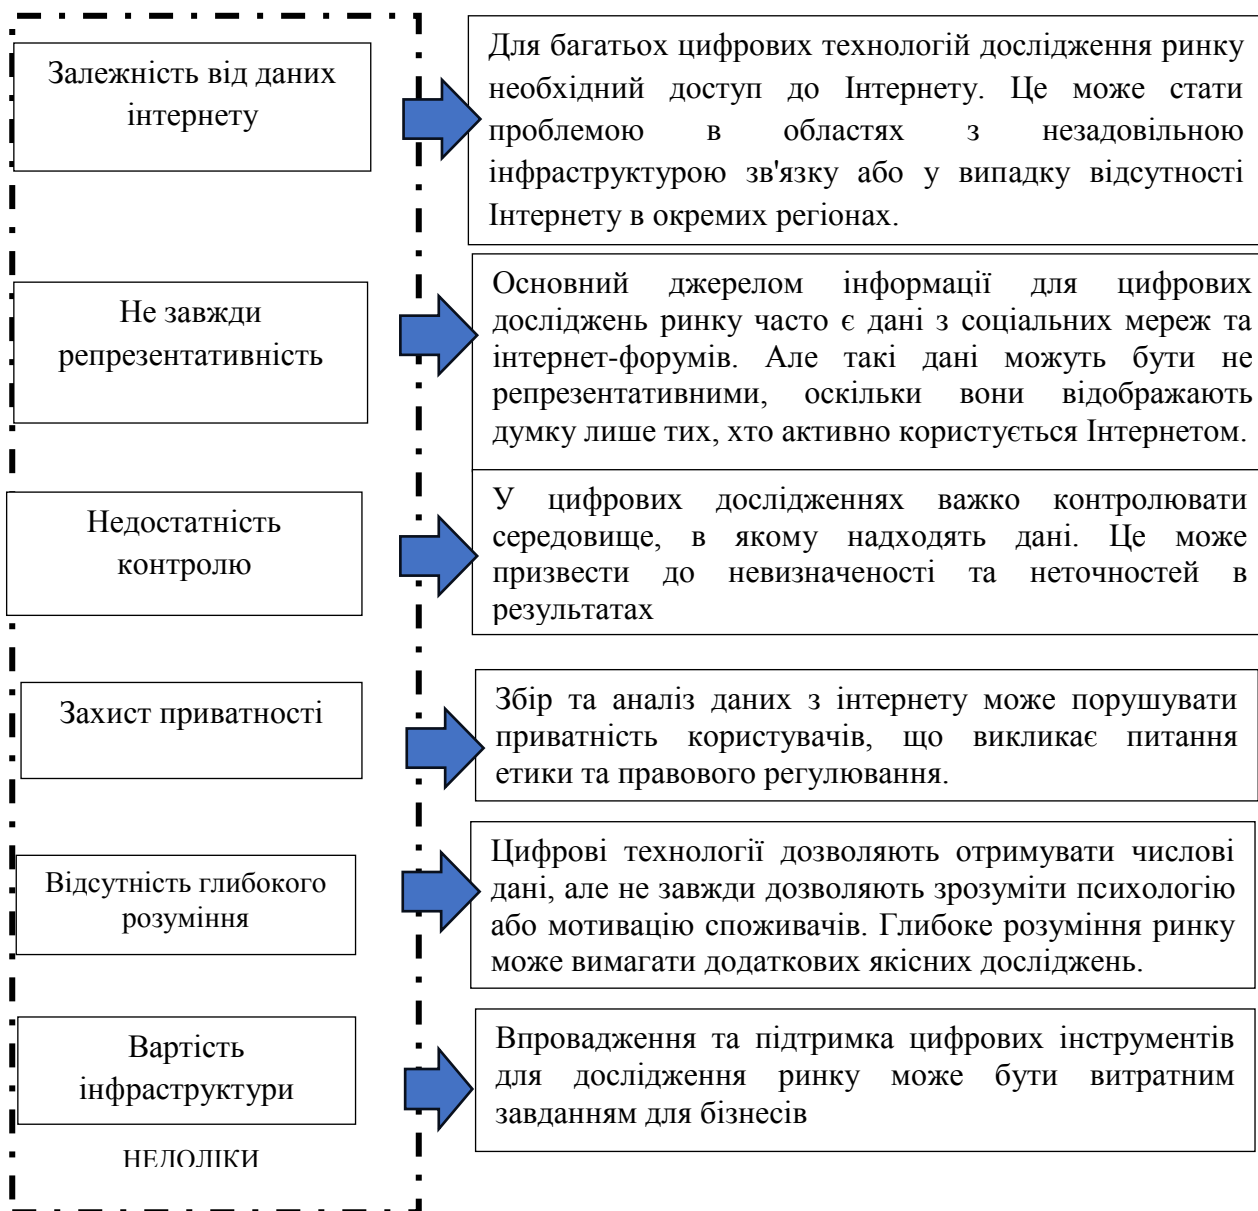 Залежність від даних
інтернету
Для багатьох цифрових технологій дослідження ринку
необхідний доступ до Інтернету. Це може стати
проблемою в областях з незадовільною
інфраструктурою зв'язку або у випадку відсутності
Інтернету в окремих регіонах.
Не завжди
репрезентативність
Основний джерелом інформації для цифрових
досліджень ринку часто є дані з соціальних мереж та
інтернет-форумів. Але такі дані можуть бути не
репрезентативними, оскільки вони відображають
думку лише тих, хто активно користується Інтернетом.
Недостатність
контролю
У цифрових дослідженнях важко контролювати
середовище, в якому надходять дані. Це може
призвести до невизначеності та неточностей в
результатах
Захист приватності
Збір та аналіз даних з інтернету може порушувати
приватність користувачів, що викликає питання
етики та правового регулювання.
Відсутність глибокого
розуміння
Цифрові технології дозволяють отримувати числові
дані, але не завжди дозволяють зрозуміти психологію
або мотивацію споживачів. Глибоке розуміння ринку
може вимагати додаткових якісних досліджень.
Вартість
інфраструктури
Впровадження та підтримка цифрових інструментів
для дослідження ринку може бути витратним
завданням для бізнесів
НЕДОЛІКИ